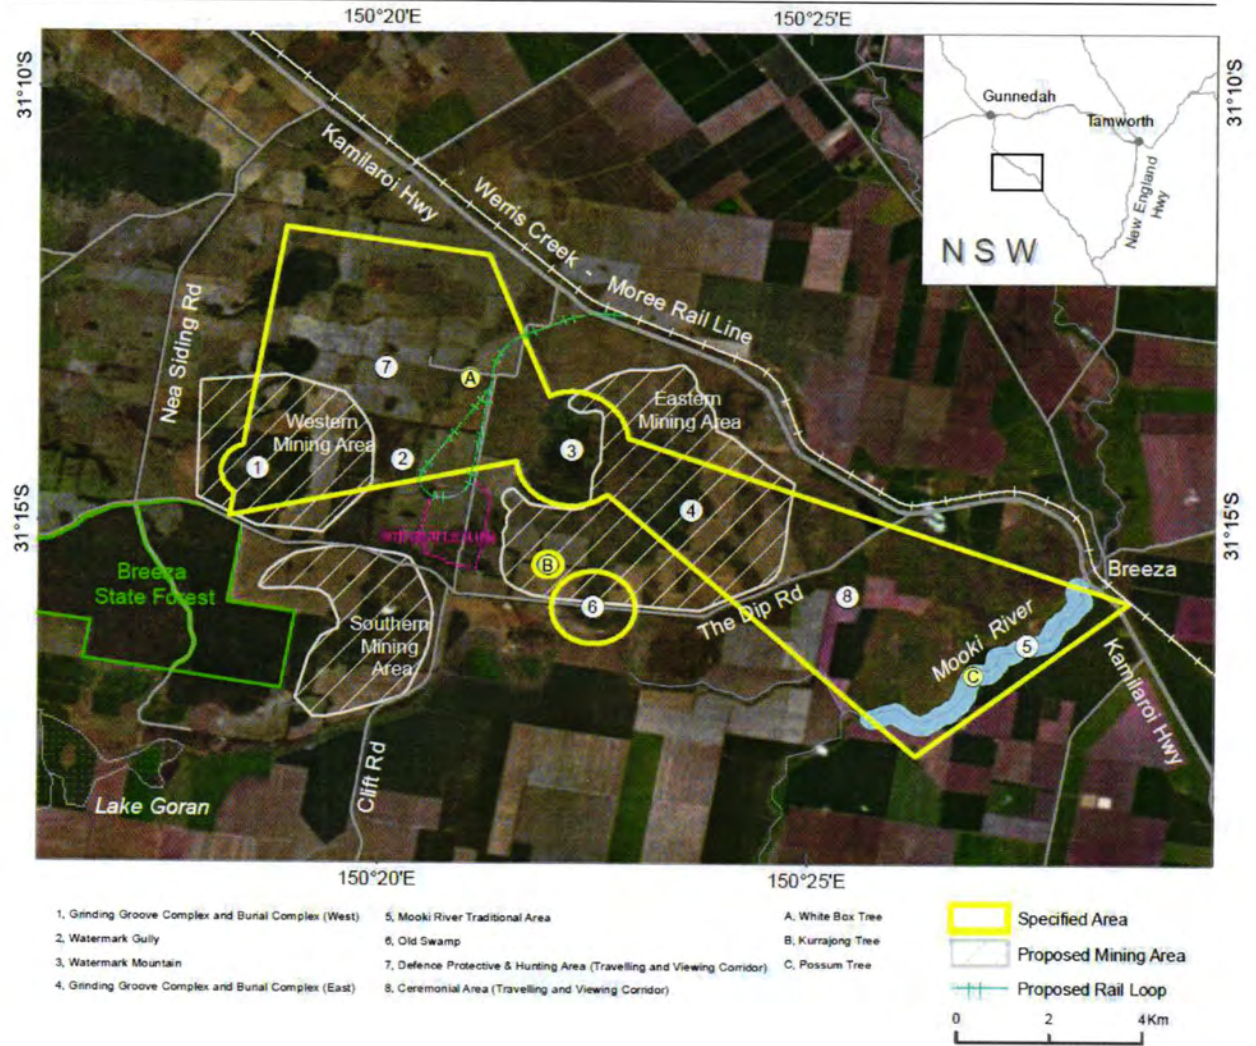 150°20'E
150°25'E
31°10'S
31°10'S
Gunnedah
Tamworth
New England
Hwy
NSW
Kamilaroi Hwy
Werris Creek - Moree Rail Line
Nea Siding Rd
7
A
Western
Mining Area
Eastern
Mining Area
1
2
3
4
31°15'S
31°15'S
Breeza
State Forest
B
6
The Dip Rd
8
Breeza
Southern
Mining
Area
Mooki River
5
C
Kamilaroi Hwy
Clift Rd
Lake Goran
150°20'E
150°25'E
1, Grinding Groove Complex and Burial Complex (West)
2, Watermark Gully
3, Watermark Mountain
4, Grinding Groove Complex and Burial Complex (East)
5, Mooki River Traditional Area
6, Old Swamp
7, Defence Protective & Hunting Area (Travelling and Viewing Corridor)
8, Ceremonial Area (Travelling and Viewing Corridor)
A, White Box Tree
B, Kurrajong Tree
C, Possum Tree
Specified Area
Proposed Mining Area
Proposed Rail Loop
0 2 4Km